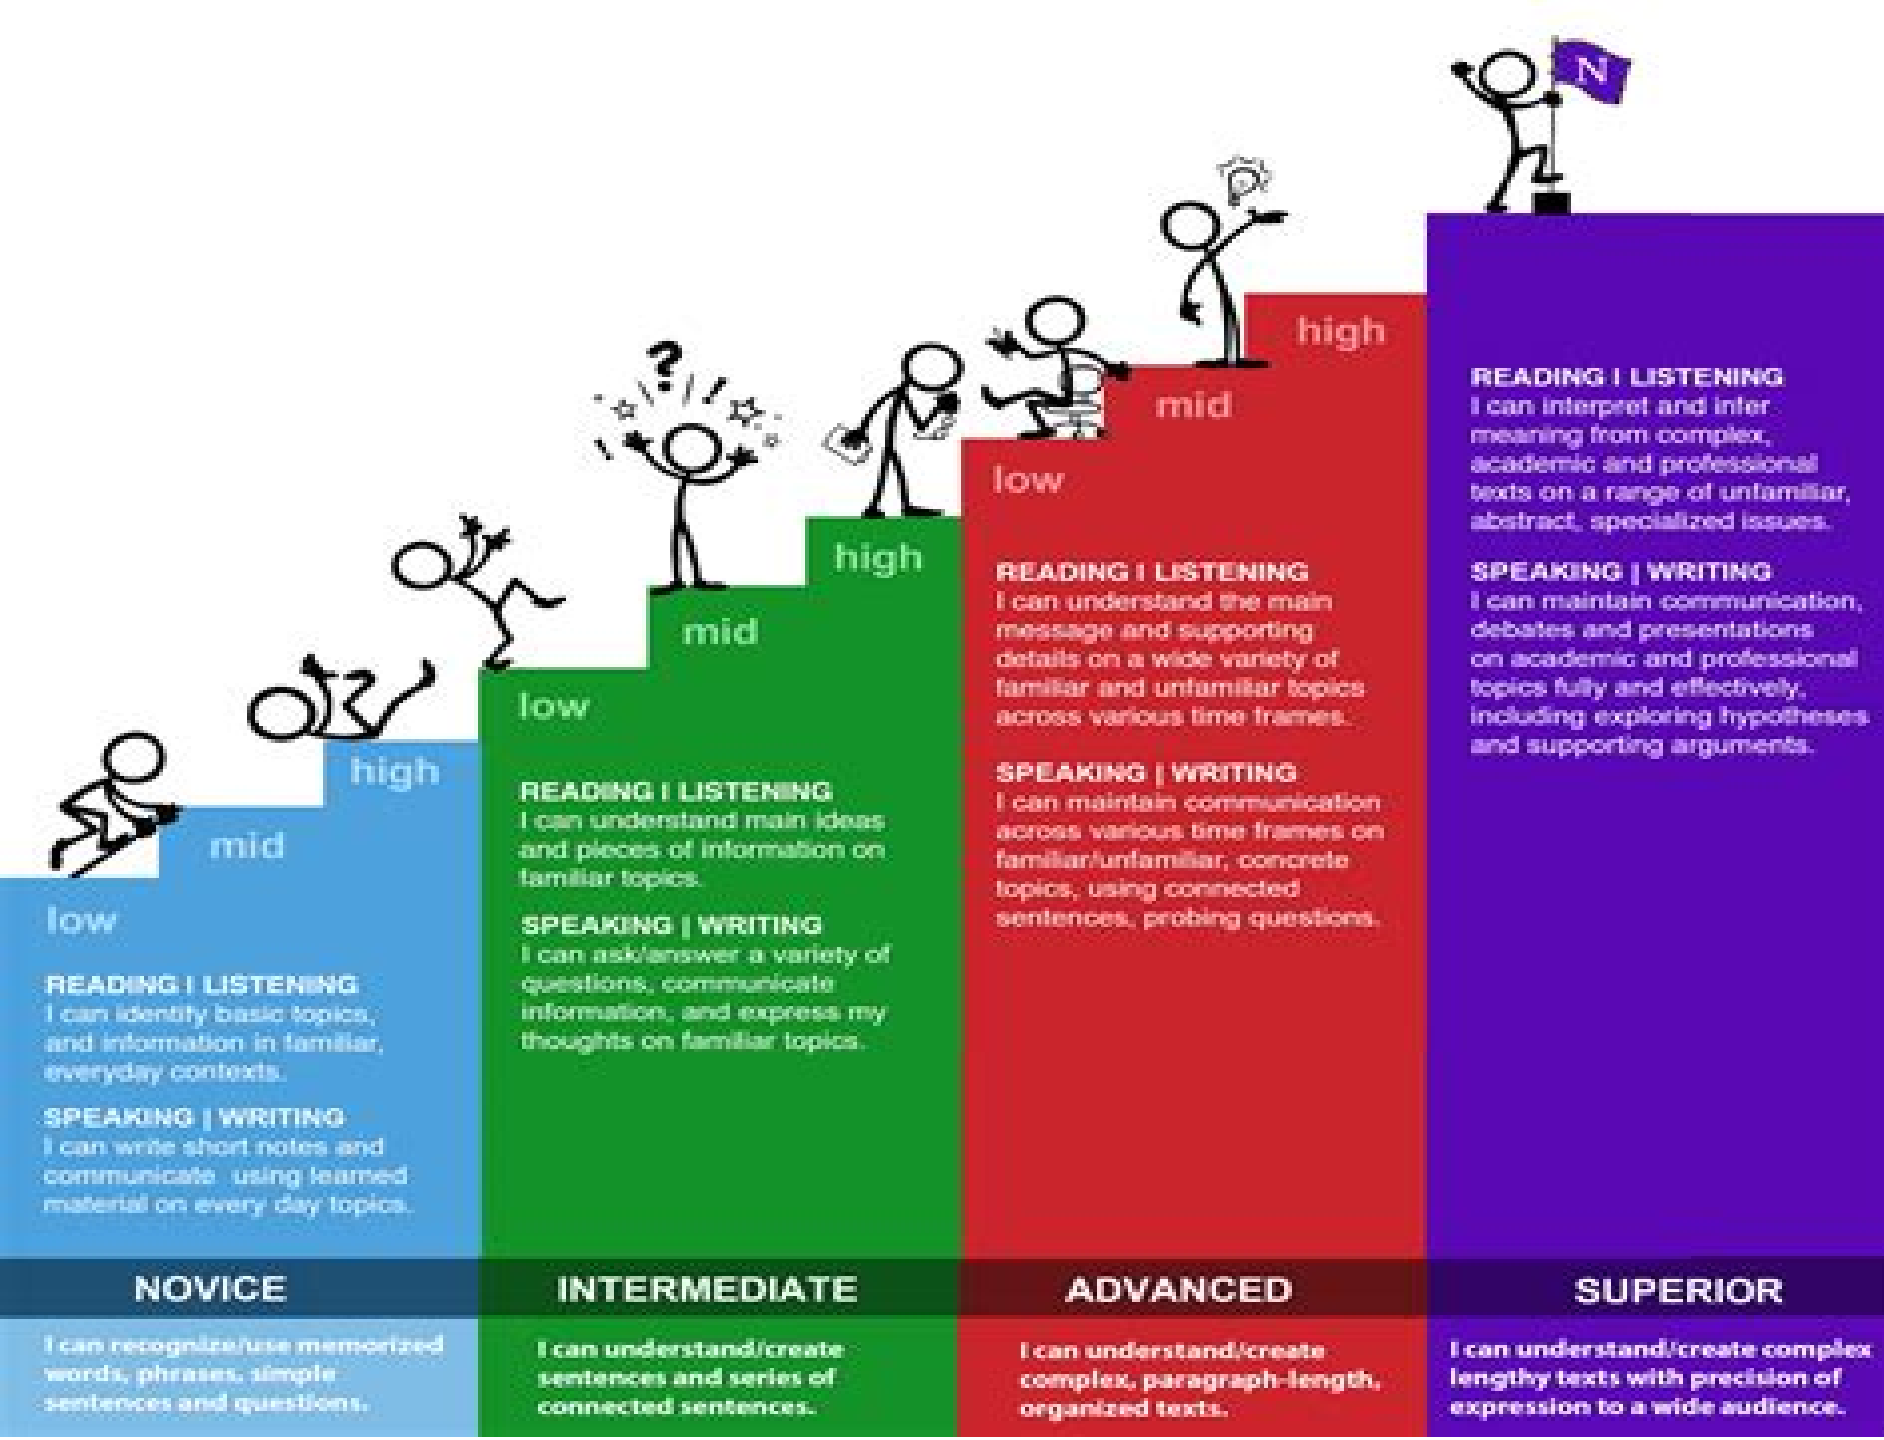 N
?
low
mid
high
READING | LISTENING
I can identify basic topics,
and information in familiar,
everyday contexts.
SPEAKING | WRITING
I can write short notes and
communicate using learned
material on every day topics.
NOVICE
I can recognize/use memorized
words, phrases, simple
sentences and questions.
low
mid
high
READING | LISTENING
I can understand main ideas
and pieces of information on
familiar topics.
SPEAKING | WRITING
I can ask/answer a variety of
questions, communicate
information, and express my
thoughts on familiar topics.
INTERMEDIATE
I can understand/create
sentences and series of
connected sentences.
low
mid
high
READING | LISTENING
I can understand the main
message and supporting
details on a wide variety of
familiar and unfamiliar topics
across various time frames.
SPEAKING | WRITING
I can maintain communication
across various time frames on
familiar/unfamiliar, concrete
topics, using connected
sentences, probing questions.
ADVANCED
I can understand/create
complex, paragraph-length,
organized texts.
READING | LISTENING
I can interpret and infer
meaning from complex,
academic and professional
texts on a range of unfamiliar,
abstract, specialized issues.
SPEAKING | WRITING
I can maintain communication,
debates and presentations
on academic and professional
topics fully and effectively,
including exploring hypotheses
and supporting arguments.
SUPERIOR
I can understand/create complex
lengthy texts with precision of
expression to a wide audience.